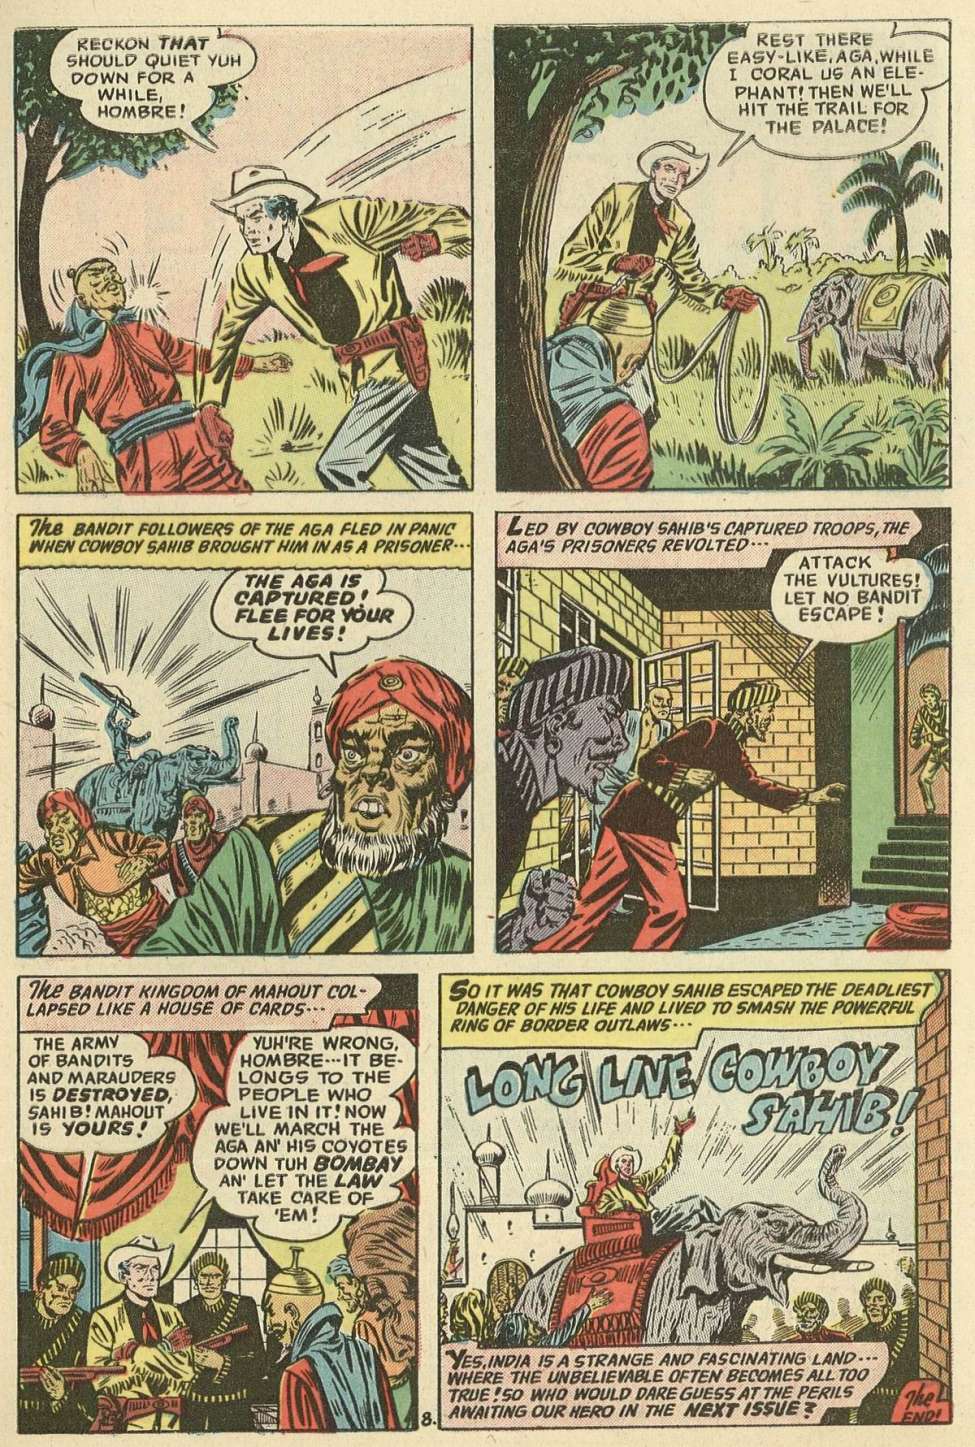 RECKON THAT
SHOULD QUIET YUH
DOWN FOR A
WHILE,
HOMBRE!
REST THERE
EASY-LIKE, AGA, WHILE
I CORAL US AN ELE-
PHANT! THEN WE'LL
HIT THE TRAIL FOR
THE PALACE!
The BANDIT FOLLOWERS OF THE AGA FLED IN PANIC
WHEN COWBOY SAHIB BROUGHT HIM IN AS A PRISONER...
THE AGA IS
CAPTURED!
FLEE FOR YOUR
LIVES!
LED BY COWBOY SAHIB'S CAPTURED TROOPS, THE
AGA'S PRISONERS REVOLTED...
ATTACK
THE VULTURES!
LET NO BANDIT
ESCAPE!
The BANDIT KINGDOM OF MAHOUT COL-
LAPSED LIKE A HOUSE OF CARDS...
THE ARMY
OF BANDITS
AND MARAUDERS
IS DESTROYED,
SAHIB! MAHOUT
IS YOURS!
YUH'RE WRONG,
HOMBRE...IT BE-
LONGS TO THE
PEOPLE WHO
LIVE IN IT! NOW
WE'LL MARCH THE
AGA AN' HIS COYOTES
DOWN TUH BOMBAY
AN' LET THE LAW
TAKE CARE OF
'EM!
8.
SO IT WAS THAT COWBOY SAHIB ESCAPED THE DEADLIEST
DANGER OF HIS LIFE AND LIVED TO SMASH THE POWERFUL
RING OF BORDER OUTLAWS...
LONG LIVE COWBOY
SAHIB!
YES, INDIA IS A STRANGE AND FASCINATING LAND...
WHERE THE UNBELIEVABLE OFTEN BECOMES ALL TOO
TRUE! SO WHO WOULD DARE GUESS AT THE PERILS
AWAITING OUR HERO IN THE NEXT ISSUE?
The
END!